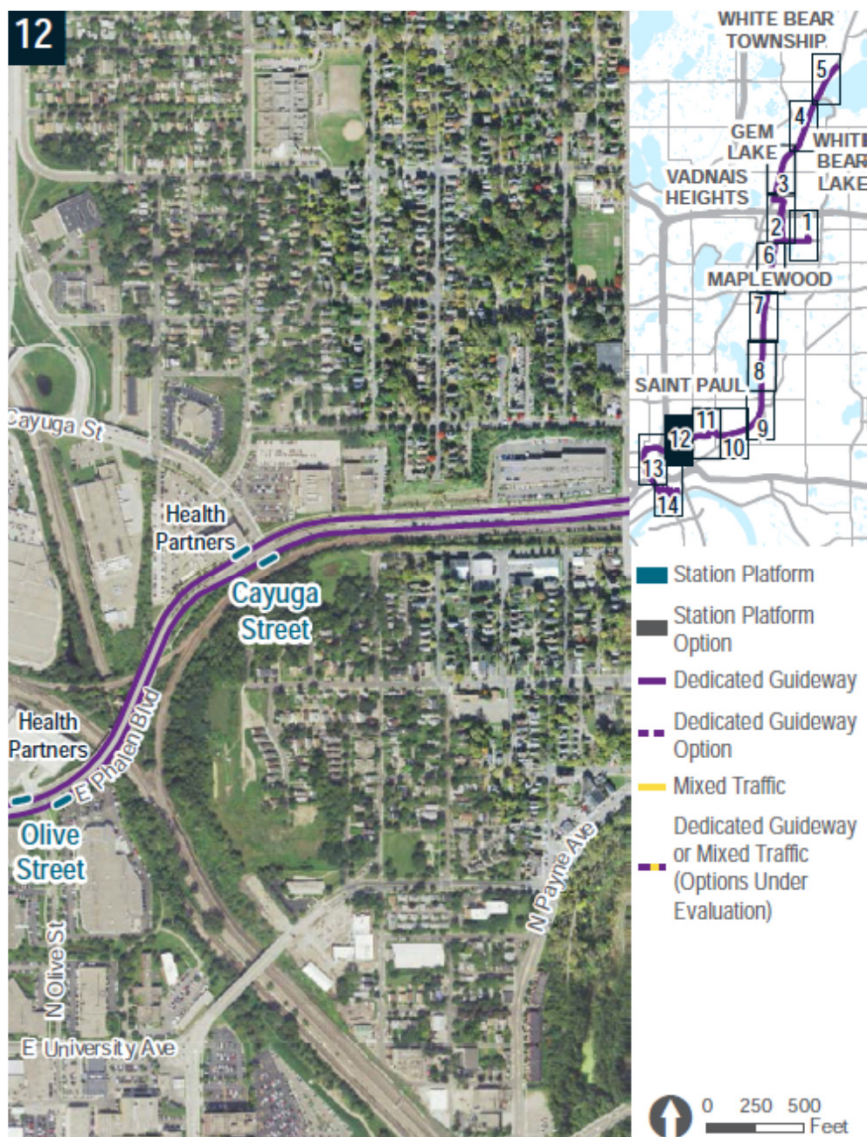 12
Cayuga St
Health
Partners
Cayuga
Street
Health
Partners
E Phalen Blvd
Olive
Street
N Olive St
E University Ave
N Payne Ave
WHITE BEAR
TOWNSHIP
5
4
GEM
LAKE
WHITE
BEAR
LAKE
3
VADNAIS
HEIGHTS
2
1
6
MAPLEWOOD
7
8
SAINT PAUL
11
12
10
9
13
14
Station Platform
Station Platform
Option
Dedicated Guideway
Dedicated Guideway
Option
Mixed Traffic
Dedicated Guideway
or Mixed Traffic
(Options Under
Evaluation)
0 250 500
Feet